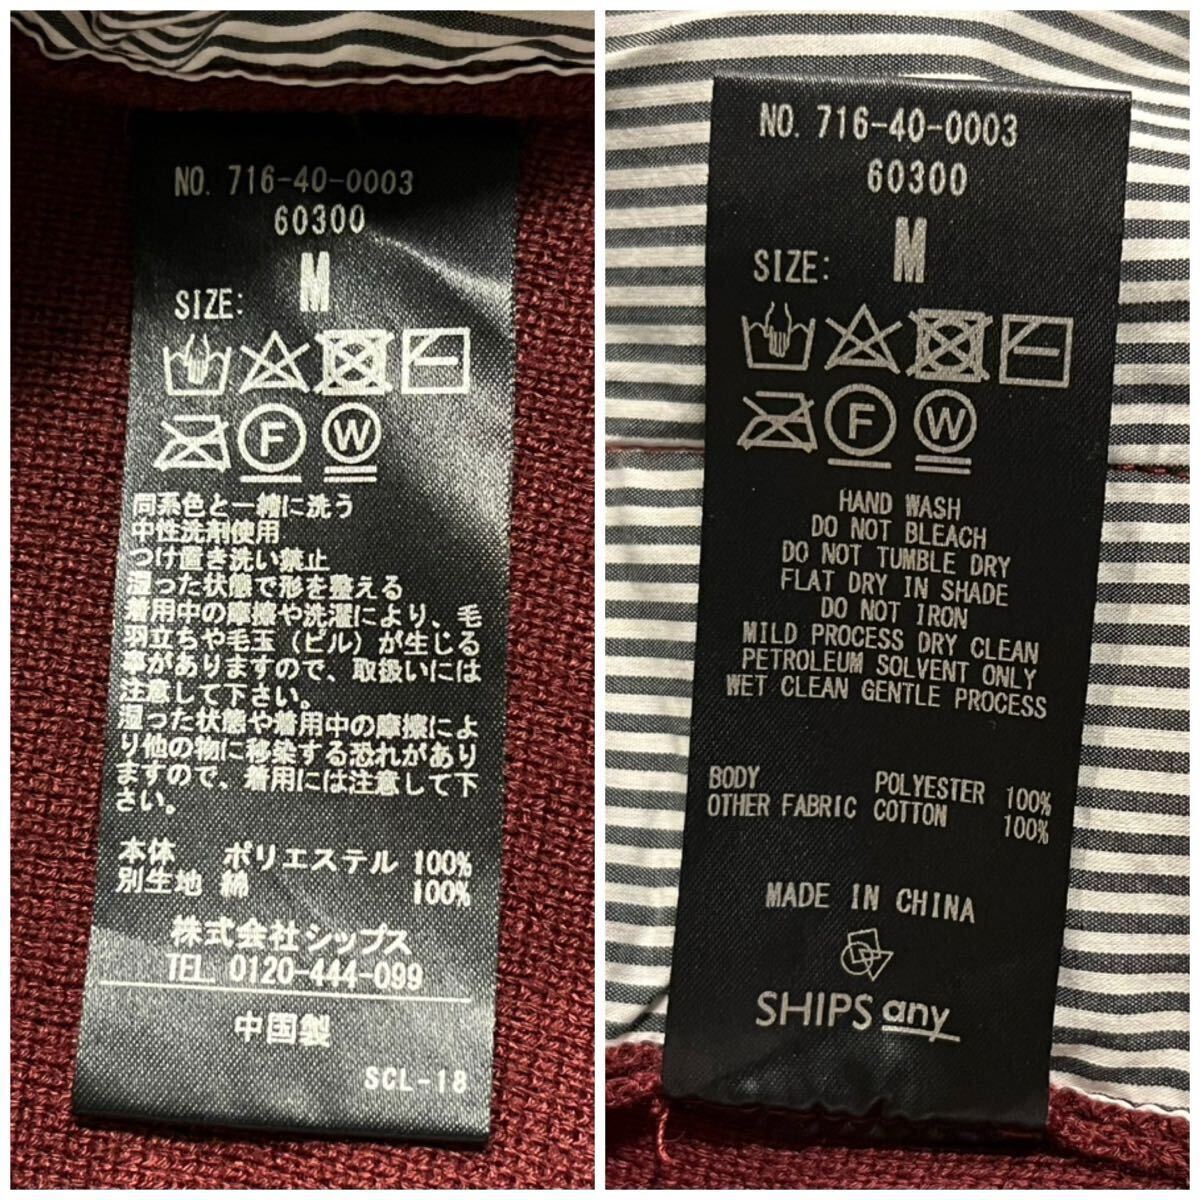 NO. 716-40-0003
60300
SIZE: M
F W
同系色と一緒に洗う
中性洗剤使用
つけ置き洗い禁止
湿った状態で形を整える
着用中の摩擦や洗濯により、毛
羽立ちや毛玉（ピル）が生じる
事がありますので、取扱いには
注意して下さい。
湿った状態や着用中の摩擦によ
り他の物に移染する恐れがあり
ますので、着用には注意して下
さい。
本体 ポリエステル 100%
別生地 綿 100%
株式会社シップス
TEL. 0120-444-099
中国製
SCL-18
NO. 716-40-0003
60300
SIZE: M
F W
HAND WASH
DO NOT BLEACH
DO NOT TUMBLE DRY
FLAT DRY IN SHADE
DO NOT IRON
MILD PROCESS DRY CLEAN
PETROLEUM SOLVENT ONLY
WET CLEAN GENTLE PROCESS
BODY POLYESTER 100%
OTHER FABRIC COTTON 100%
MADE IN CHINA
SHIPS any